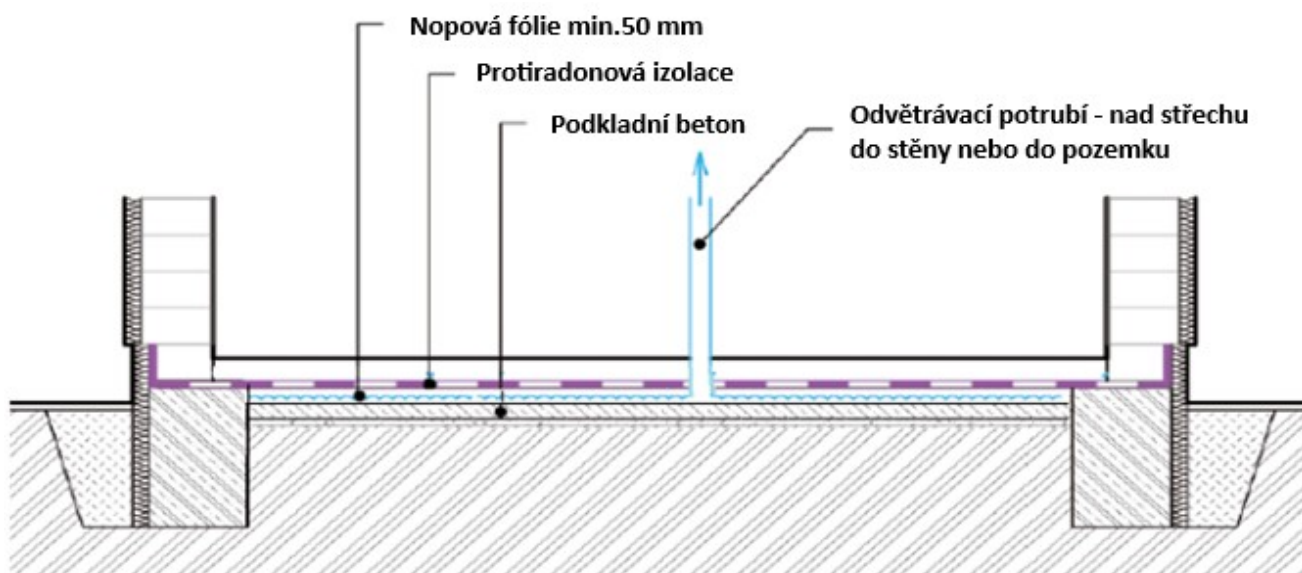 Nopová fólie min.50 mm
Protiradonová izolace
Podkladní beton
Odvětrávací potrubí - nad střechu
do stěny nebo do pozemku